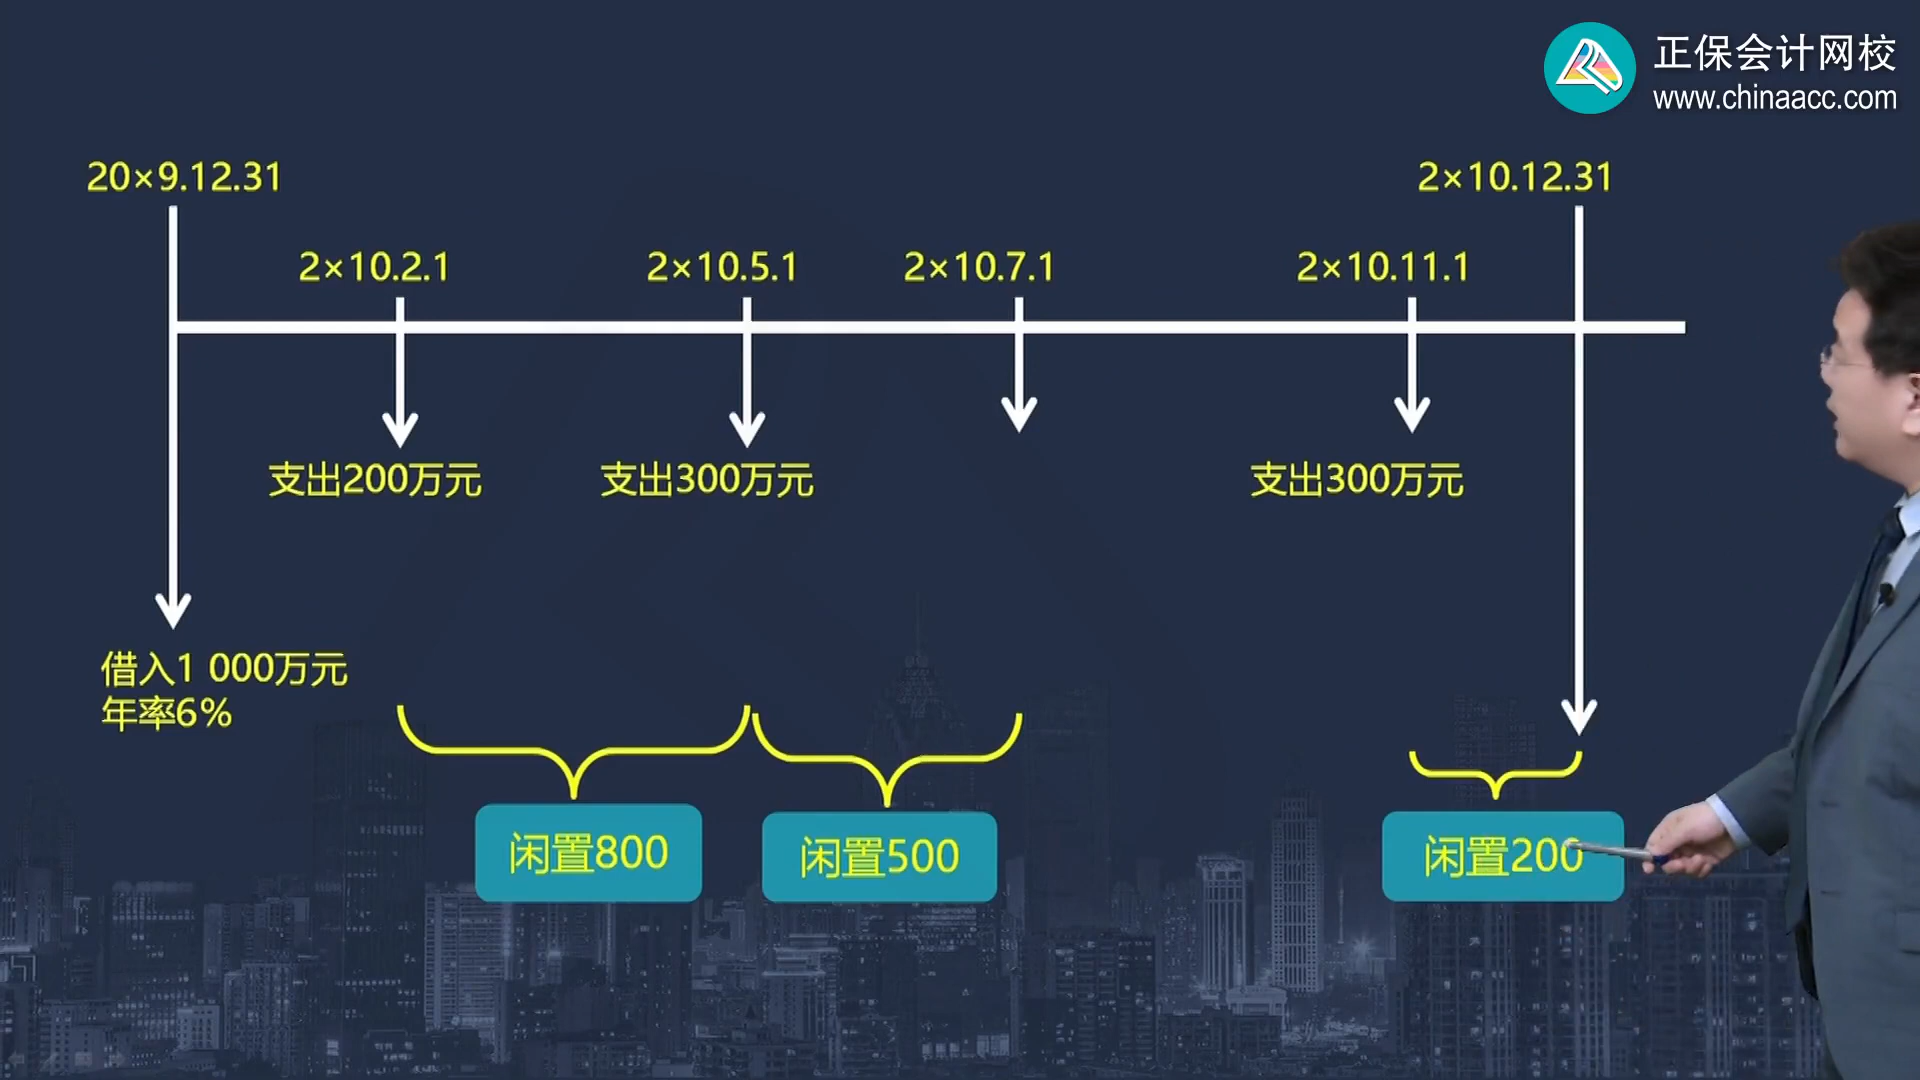 正保会计网校
www.chinaacc.com
20×9.12.31
2×10.12.31
2×10.2.1
2×10.5.1
2×10.7.1
2×10.11.1
支出200万元
支出300万元
支出300万元
借入1 000万元
年率6%
闲置800
闲置500
闲置200